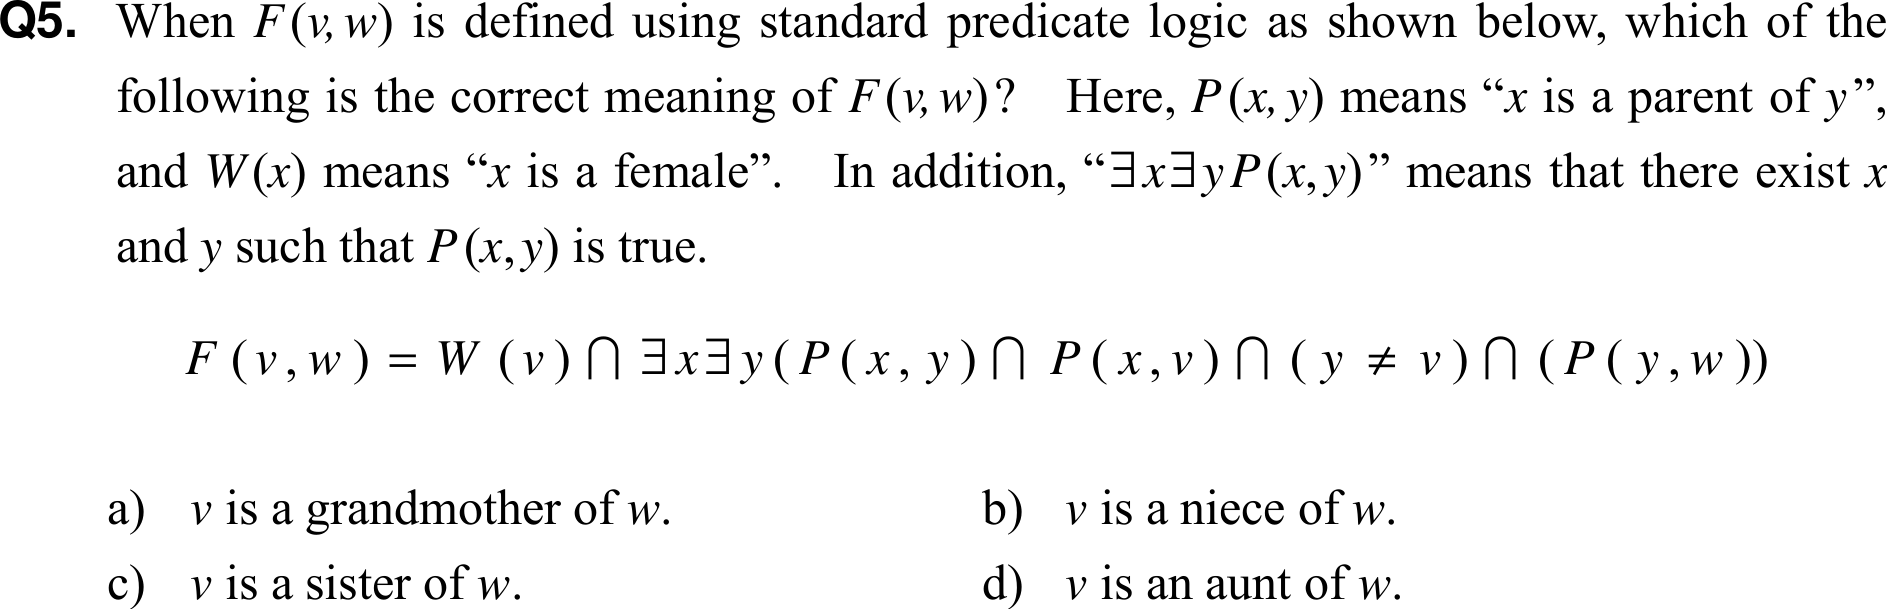 Q5. When F(v, w) is defined using standard predicate logic as shown below, which of the
following is the correct meaning of F(v, w)? Here, P(x, y) means “x is a parent of y”,
and W(x) means “x is a female”. In addition, “∃x∃yP(x,y)” means that there exist x
and y such that P(x,y) is true.
F(v,w) = W(v)∩∃x∃y(P(x,y)∩P(x,v)∩(y≠v)∩(P(y,w))
a) v is a grandmother of w. b) v is a niece of w.
c) v is a sister of w. d) v is an aunt of w.